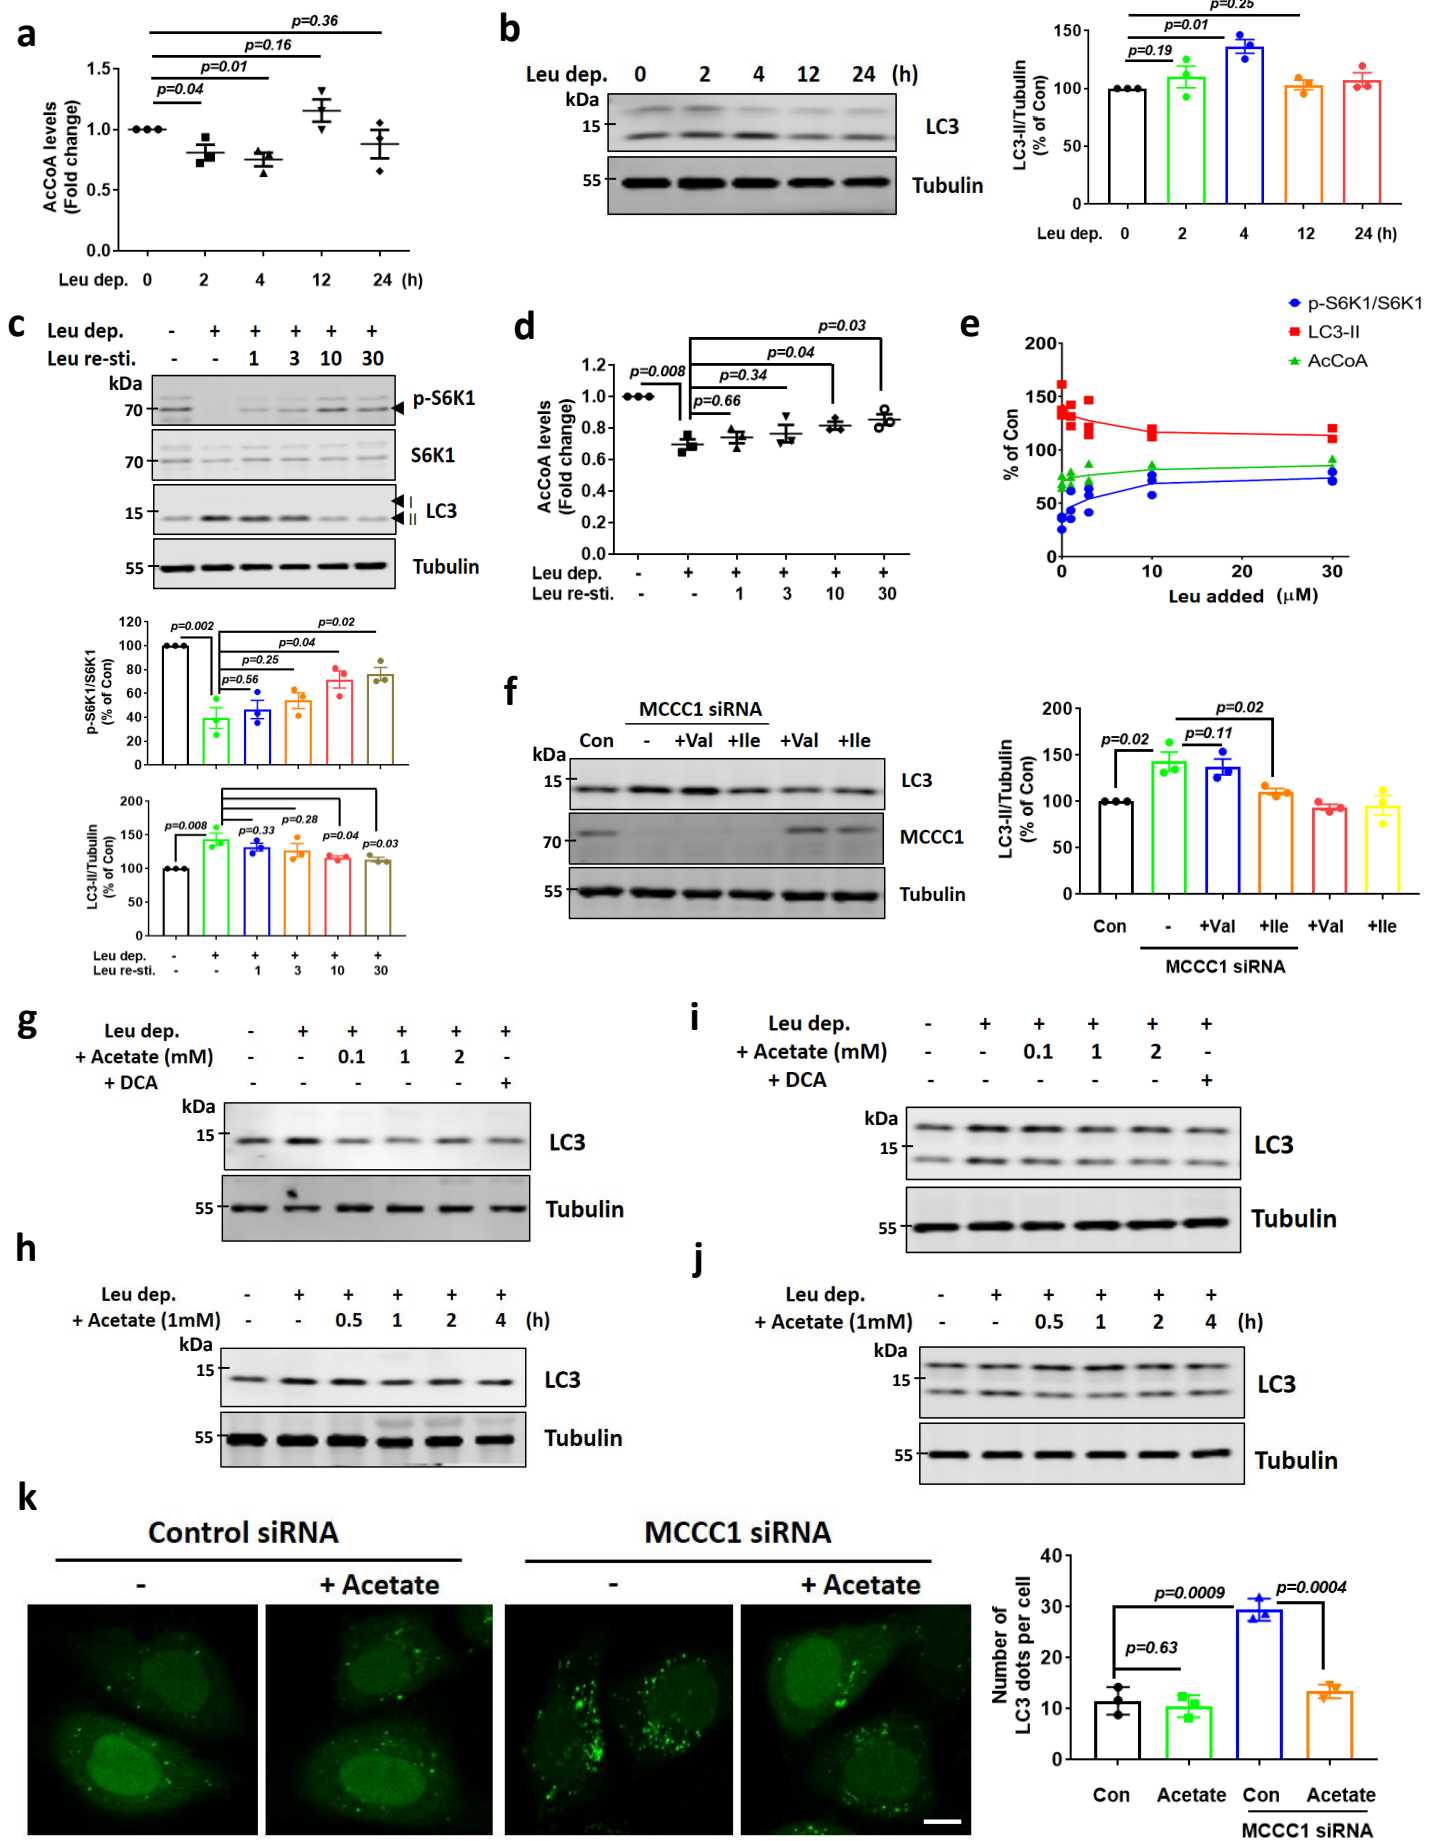 a
p=0.36
p=0.16
p=0.01
p=0.04
1.5
1.0
0.5
0.0
AcCoA levels
(Fold change)
Leu dep. 0 2 4 12 24 (h)
b
Leu dep. 0 2 4 12 24 (h)
kDa
15
LC3
55
Tubulin
p=0.25
p=0.01
p=0.19
150
100
50
0
LC3-II/Tubulin
(% of Con)
Leu dep. 0 2 4 12 24 (h)
c
Leu dep. - + + + + +
Leu re-sti. - - 1 3 10 30
kDa
70
p-S6K1
70
S6K1
15
I
II
LC3
55
Tubulin
120
100
80
60
40
20
0
p-S6K1/S6K1
(% of Con)
p=0.002
p=0.02
p=0.04
p=0.25
p=0.56
200
150
100
50
0
LC3-II/Tubulin
(% of Con)
p=0.008
p=0.33
p=0.28
p=0.04
p=0.03
Leu dep. - + + + + +
Leu re-sti. - - 1 3 10 30
d
p=0.03
p=0.04
p=0.008
p=0.34
p=0.66
1.2
1.0
0.8
0.6
0.4
0.2
0.0
AcCoA levels
(Fold change)
Leu dep. - + + + + +
Leu re-sti. - - 1 3 10 30
e
p-S6K1/S6K1
LC3-II
AcCoA
200
150
100
50
0
% of Con
0 10 20 30
Leu added (μM)
f
MCCC1 siRNA
Con - +Val +Ile +Val +Ile
kDa
15
LC3
70
MCCC1
55
Tubulin
200
150
100
50
0
LC3-II/Tubulin
(% of Con)
p=0.02
p=0.02
p=0.11
Con - +Val +Ile +Val +Ile
MCCC1 siRNA
g
Leu dep. - + + + + +
+ Acetate (mM) - - 0.1 1 2 -
+ DCA - - - - - +
kDa
15
LC3
55
Tubulin
h
Leu dep. - + + + + +
+ Acetate (1mM) - - 0.5 1 2 4 (h)
kDa
15
LC3
55
Tubulin
i
Leu dep. - + + + + +
+ Acetate (mM) - - 0.1 1 2 -
+ DCA - - - - - +
kDa
15
LC3
55
Tubulin
j
Leu dep. - + + + + +
+ Acetate (1mM) - - 0.5 1 2 4 (h)
kDa
15
LC3
55
Tubulin
k
Control siRNA
MCCC1 siRNA
- + Acetate - + Acetate
40
30
20
10
0
Number of
LC3 dots per cell
p=0.0009
p=0.0004
p=0.63
Con Acetate Con Acetate
MCCC1 siRNA